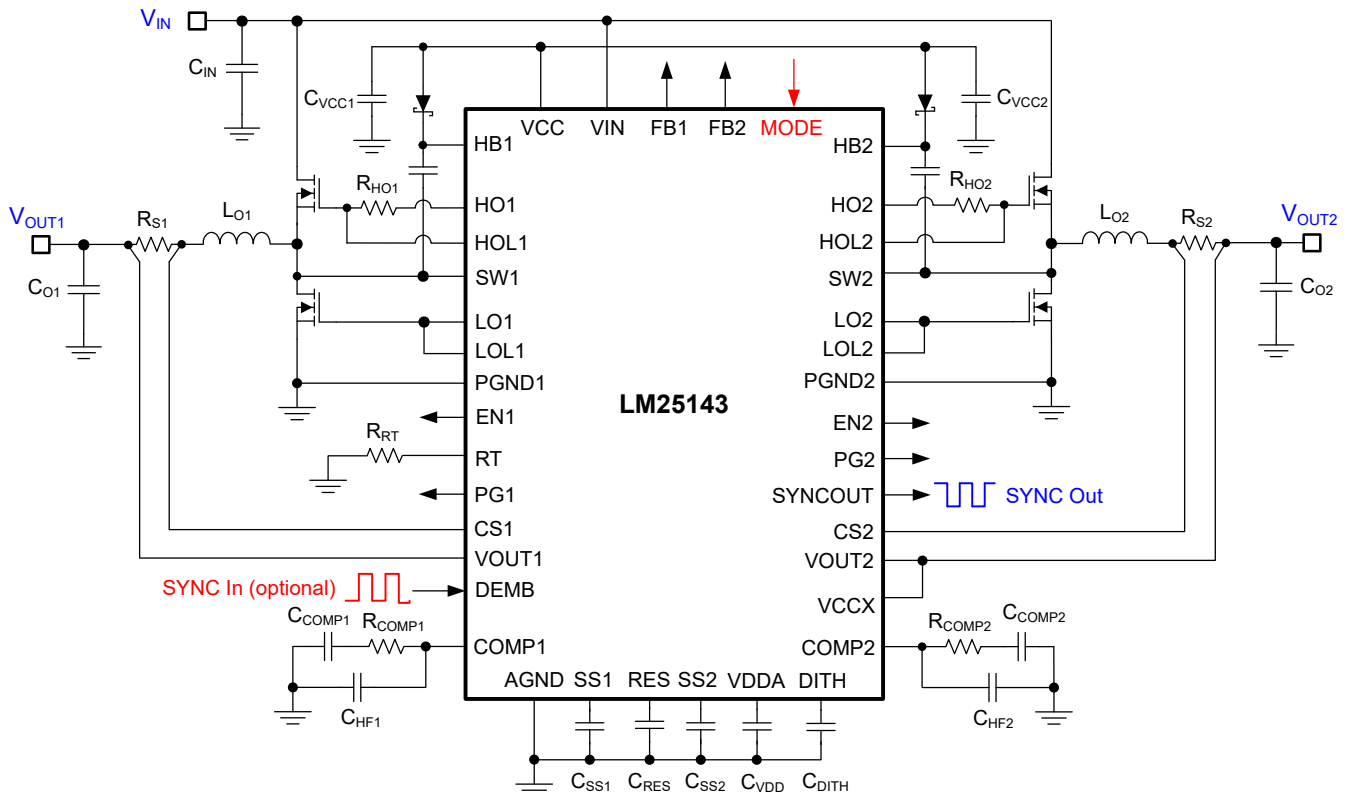 VIN
CIN
CVCC1
CVCC2
VCC
VIN
FB1
FB2
MODE
HB1
HB2
RHO1
HO1
HO2
RHO2
VOUT1
RS1
LO1
HOL1
HOL2
LO2
RS2
VOUT2
SW1
SW2
CO1
CO2
LO1
LO2
LOL1
LOL2
PGND1
PGND2
LM25143
EN1
EN2
RRT
RT
PG2
PG1
SYNCOUT
SYNC Out
CS1
CS2
VOUT1
VOUT2
SYNC In (optional)
DEMB
VCCX
CCOMP1
RCOMP1
COMP1
COMP2
RCOMP2
CCOMP2
CHF1
CHF2
AGND
SS1
RES
SS2
VDDA
DITH
CSS1
CRES
CSS2
CVDD
CDITH